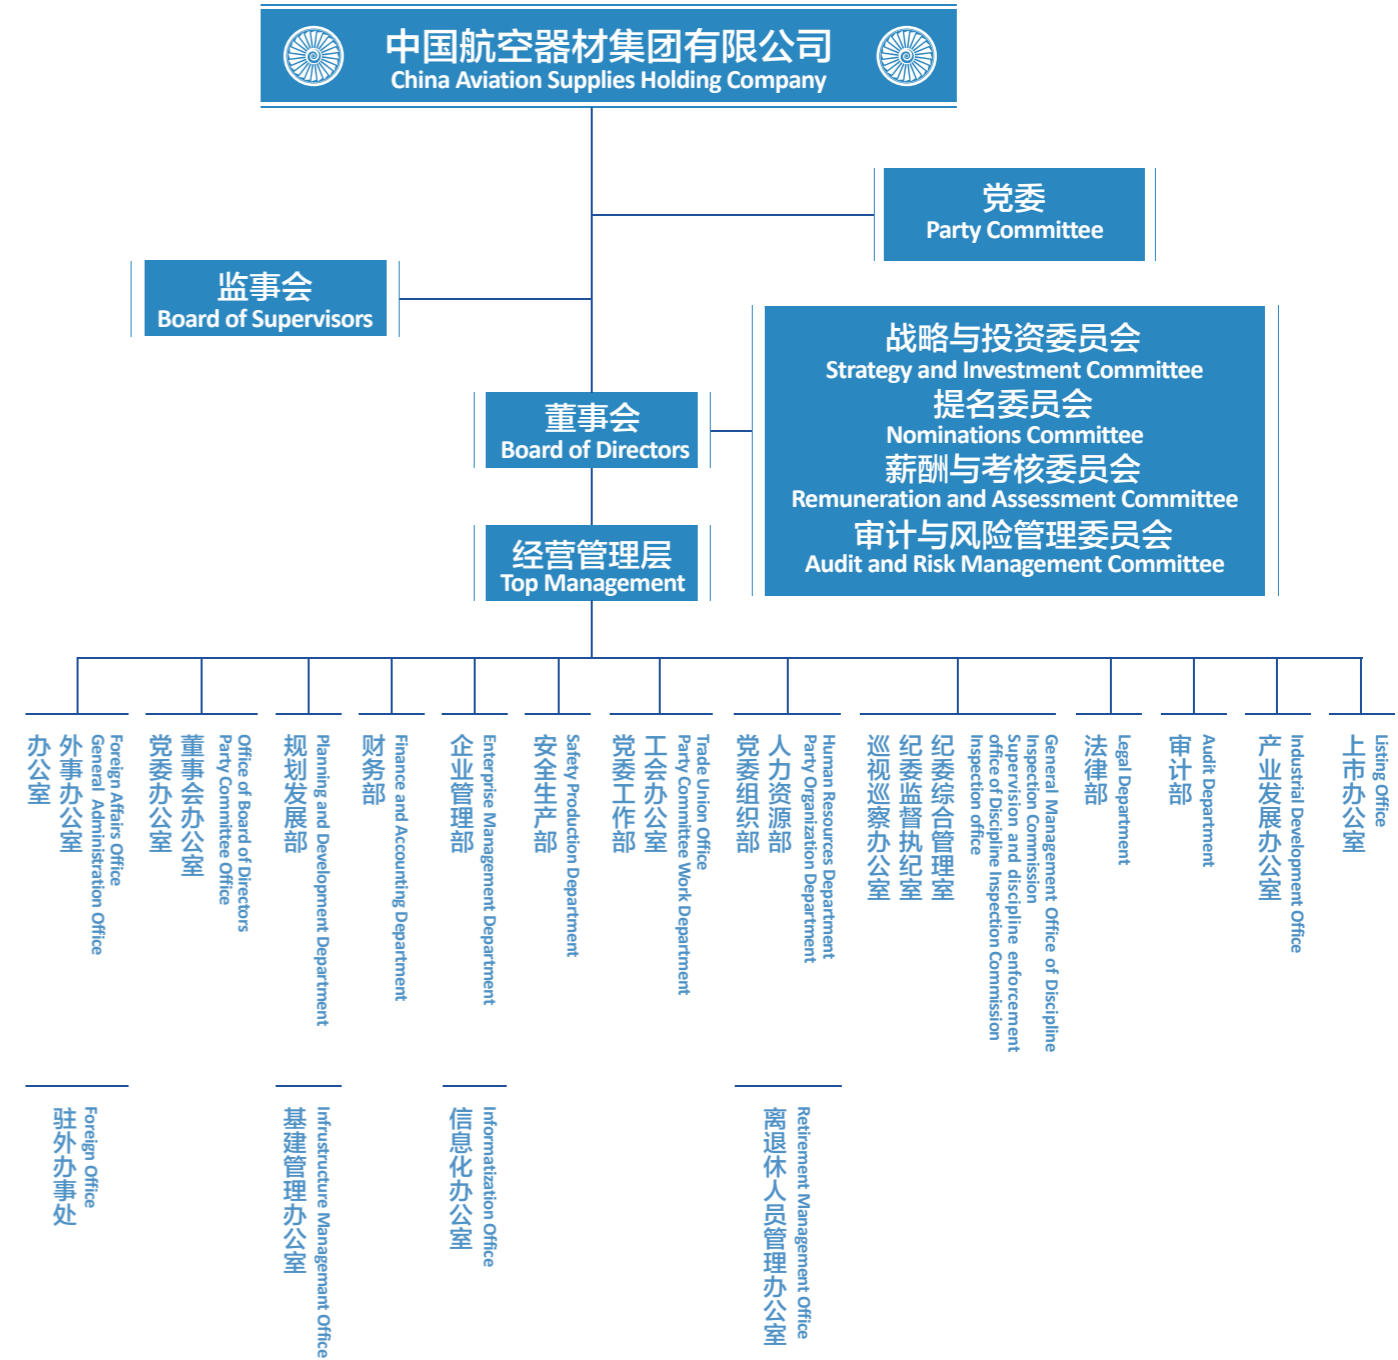 中国航空器材集团有限公司
China Aviation Supplies Holding Company
党委
Party Committee
监事会
Board of Supervisors
战略与投资委员会
Strategy and Investment Committee
提名委员会
Nominations Committee
薪酬与考核委员会
Remuneration and Assessment Committee
审计与风险管理委员会
Audit and Risk Management Committee
董事会
Board of Directors
经营管理层
Top Management
办公室
外事办公室
Foreign Affairs Office
General Administration Office
党委办公室
董事会办公室
Office of Board of Directors
Party Committee Office
规划发展部
Planning and Development Department
财务部
Finance and Accounting Department
企业管理部
Enterprise Management Department
安全生产部
Safety Production Department
党委工作部
工会办公室
Trade Union Office
Party Committee Work Department
党委组织部
人力资源部
Human Resources Department
Party Organization Department
巡视巡察办公室
纪委监督执纪室
纪委综合管理室
General Management Office of Discipline
Inspection Commission
Supervision and discipline enforcement
office of Discipline Inspection Commission
Inspection office
法律部
Legal Department
审计部
Audit Department
产业发展办公室
Industrial Development Office
上市办公室
Listing Office
驻外办事处
Foreign Office
基建管理办公室
Infrustructure Managemant Office
信息化办公室
Informatization Office
离退休人员管理办公室
Retirement Management Office